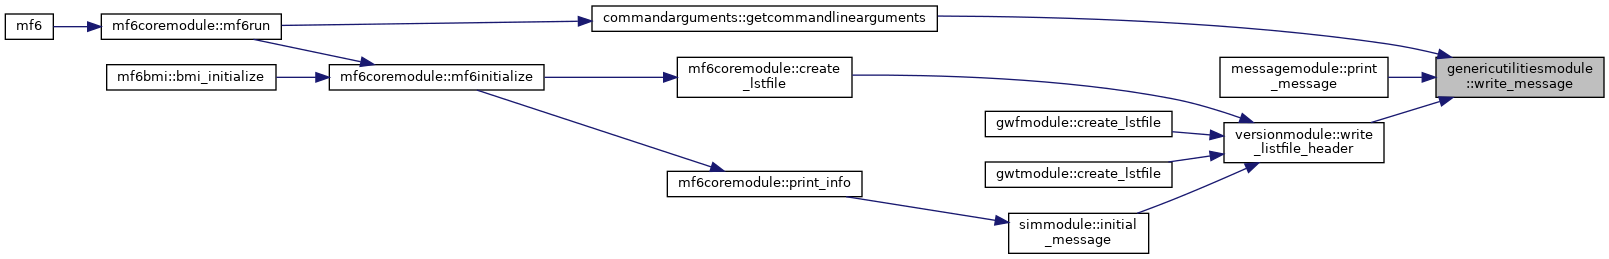 mf6
mf6coremodule::mf6run
commandarguments::getcommandlinearguments
mf6bmi::bmi_initialize
mf6coremodule::mf6initialize
mf6coremodule::create
_lstfile
messagemodule::print
_message
genericutilitiesmodule
::write_message
gwfmodule::create_lstfile
versionmodule::write
_listfile_header
gwtmodule::create_lstfile
mf6coremodule::print_info
simmodule::initial
_message